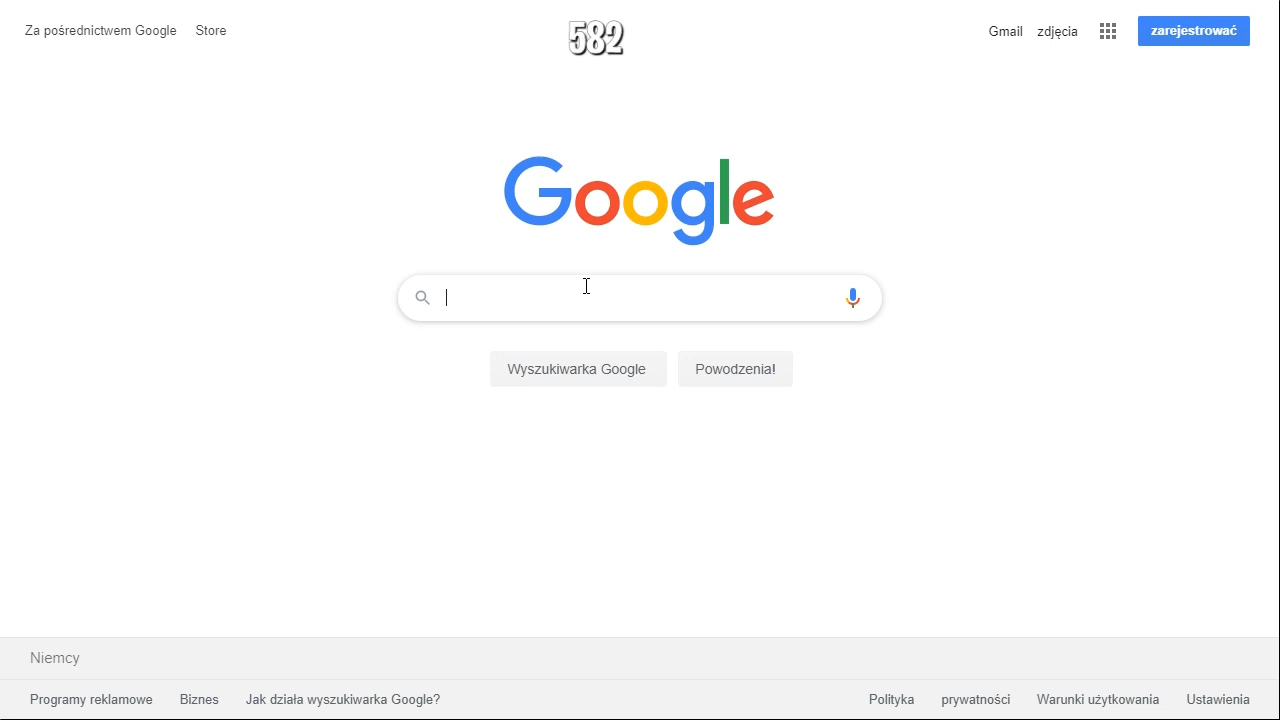 Za pośrednictwem Google Store 582 Gmail zdjęcia zarejestrować
Google
Wyszukiwarka Google Powodzenia!
Niemcy
Programy reklamowe Biznes Jak działa wyszukiwarka Google? Polityka prywatności Warunki użytkowania Ustawienia